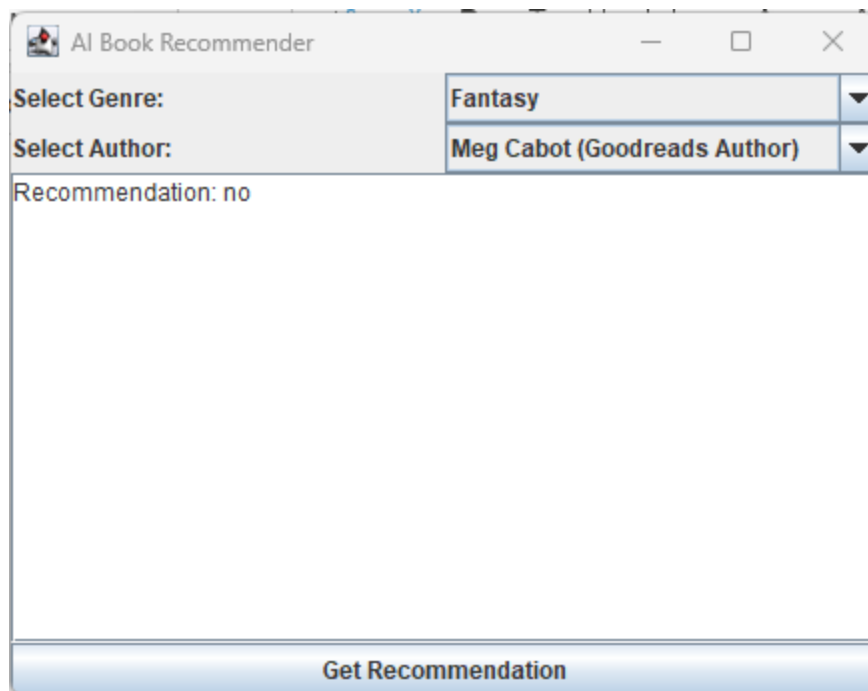 AI Book Recommender
Select Genre: Fantasy
Select Author: Meg Cabot (Goodreads Author)
Recommendation: no
Get Recommendation